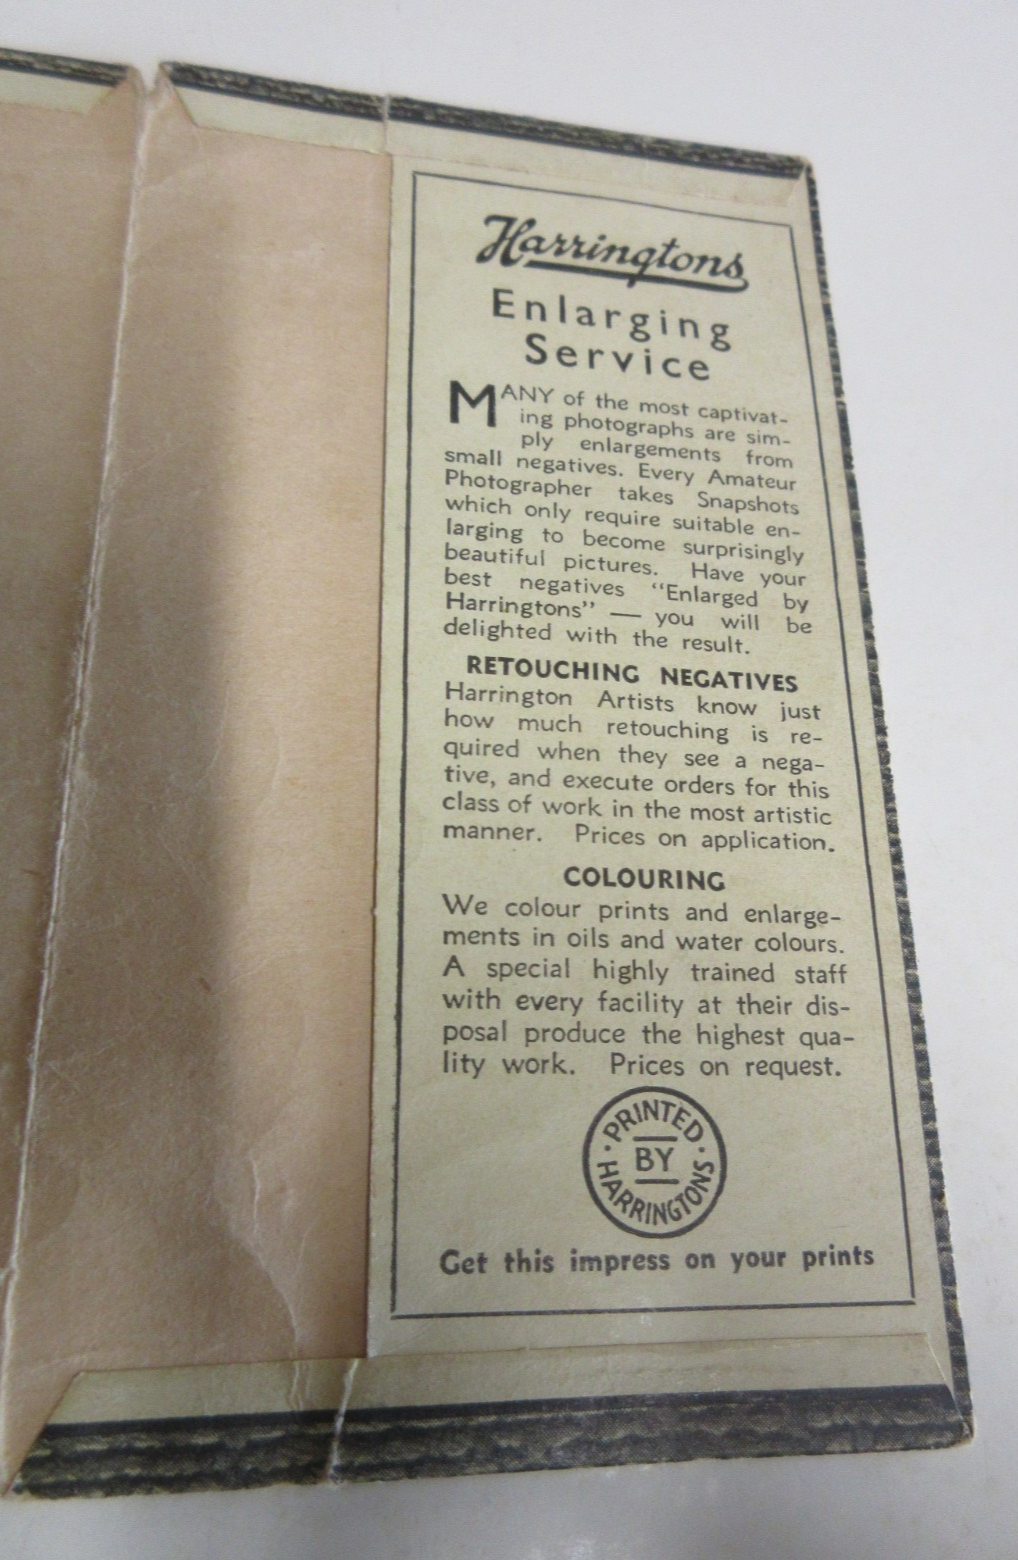 Harringtons
Enlarging
Service
MANY of the most captivat-
ing photographs are sim-
ply enlargements from
small negatives. Every Amateur
Photographer takes Snapshots
which only require suitable en-
larging to become surprisingly
beautiful pictures. Have your
best negatives “Enlarged by
Harringtons” — you will be
delighted with the result.
RETOUCHING NEGATIVES
Harrington Artists know just
how much retouching is re-
quired when they see a nega-
tive, and execute orders for this
class of work in the most artistic
manner. Prices on application.
COLOURING
We colour prints and enlarge-
ments in oils and water colours.
A special highly trained staff
with every facility at their dis-
posal produce the highest qua-
lity work. Prices on request.
· PRINTED ·
BY
HARRINGTONS
Get this impress on your prints